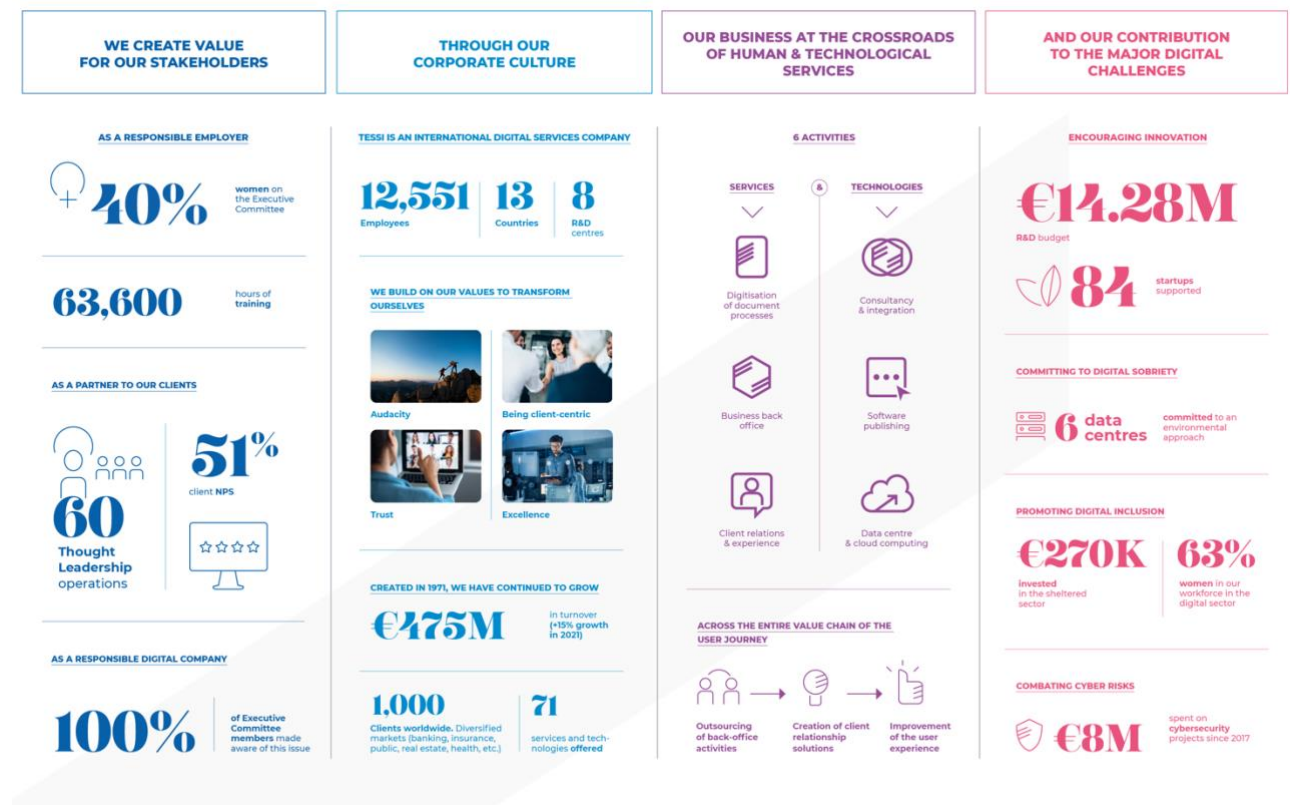 WE CREATE VALUE
FOR OUR STAKEHOLDERS
AS A RESPONSIBLE EMPLOYER
40%
women on
the Executive
Committee
63,600
hours of
training
AS A PARTNER TO OUR CLIENTS
60
Thought
Leadership
operations
51%
client NPS
AS A RESPONSIBLE DIGITAL COMPANY
100%
of Executive
Committee
members made
aware of this issue
THROUGH OUR
CORPORATE CULTURE
TESSI IS AN INTERNATIONAL DIGITAL SERVICES COMPANY
12,551
Employees
13
Countries
8
R&D
centres
WE BUILD ON OUR VALUES TO TRANSFORM
OURSELVES
Audacity
Being client-centric
Trust
Excellence
CREATED IN 1971, WE HAVE CONTINUED TO GROW
€475M
in turnover
(+15% growth
in 2021)
1,000
Clients worldwide. Diversified
markets (banking, insurance,
public, real estate, health, etc.)
71
services and tech-
nologies offered
OUR BUSINESS AT THE CROSSROADS
OF HUMAN & TECHNOLOGICAL
SERVICES
6 ACTIVITIES
SERVICES & TECHNOLOGIES
Digitisation
of document
processes
Consultancy
& integration
Business back
office
Software
publishing
Client relations
& experience
Data centre
& cloud computing
ACROSS THE ENTIRE VALUE CHAIN OF THE
USER JOURNEY
Outsourcing
of back-office
activities
Creation of client
relationship
solutions
Improvement
of the user
experience
AND OUR CONTRIBUTION
TO THE MAJOR DIGITAL
CHALLENGES
ENCOURAGING INNOVATION
€14.28M
R&D budget
84
startups
supported
COMMITTING TO DIGITAL SOBRIETY
6 data
centres
committed to an
environmental
approach
PROMOTING DIGITAL INCLUSION
€270K
invested
in the sheltered
sector
63%
women in our
workforce in the
digital sector
COMBATING CYBER RISKS
€8M
spent on
cybersecurity
projects since 2017